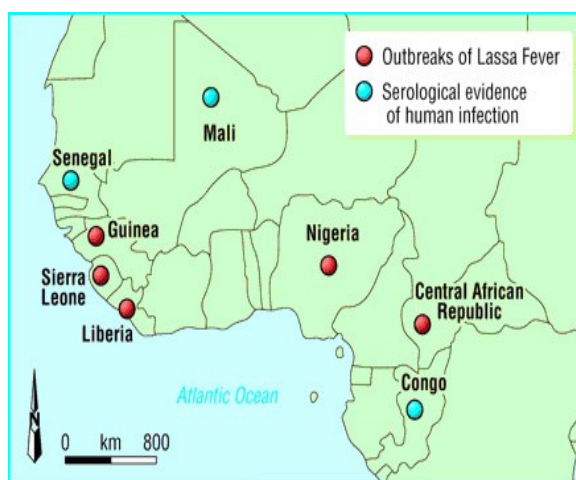 Outbreaks of Lassa Fever
Serological evidence
of human infection
Mali
Senegal
Guinea
Nigeria
Sierra
Leone
Central African
Republic
Liberia
Congo
Atlantic Ocean
N
0 km 800